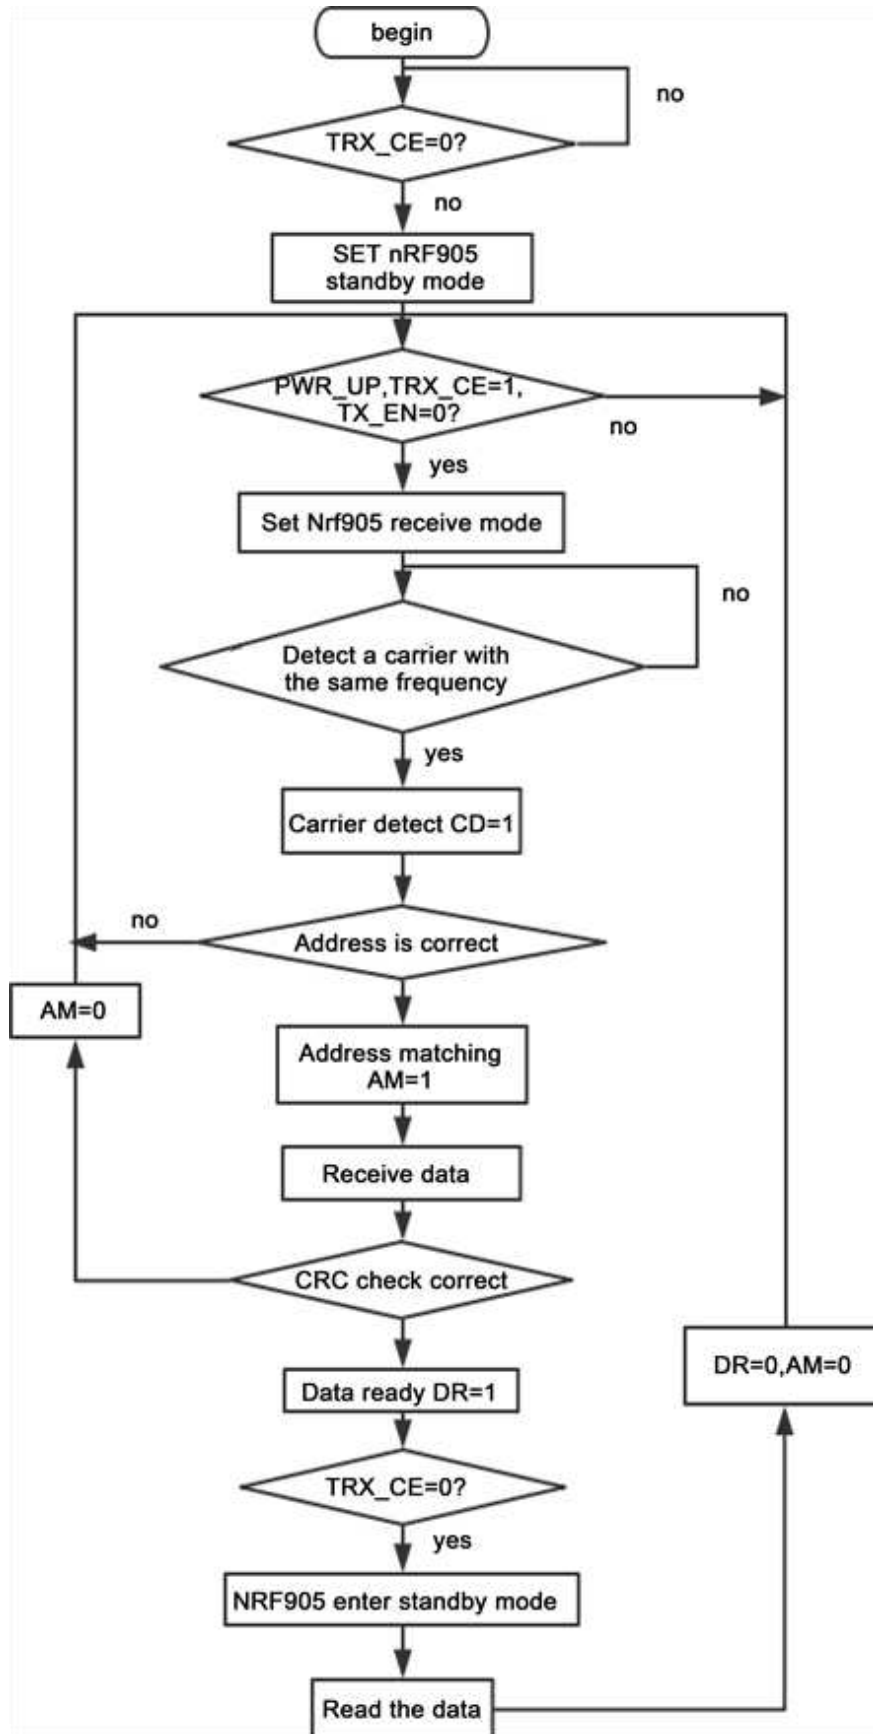 begin
no
TRX_CE=0?
no
SET nRF905
standby mode
PWR_UP,TRX_CE=1,
TX_EN=0?
no
yes
Set Nrf905 receive mode
no
Detect a carrier with
the same frequency
yes
Carrier detect CD=1
no
Address is correct
AM=0
Address matching
AM=1
Receive data
CRC check correct
DR=0,AM=0
Data ready DR=1
TRX_CE=0?
yes
NRF905 enter standby mode
Read the data